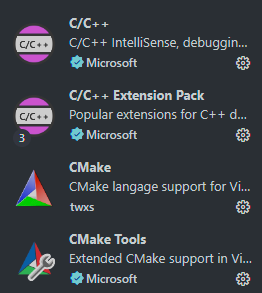 C/C++
C/C++ C/C++ IntelliSense, debuggin...
Microsoft
C/C++ Extension Pack
C/C++ Popular extensions for C++ d...
3 Microsoft
CMake
CMake langage support for Vi...
twxs
CMake Tools
Extended CMake support in Vi...
Microsoft